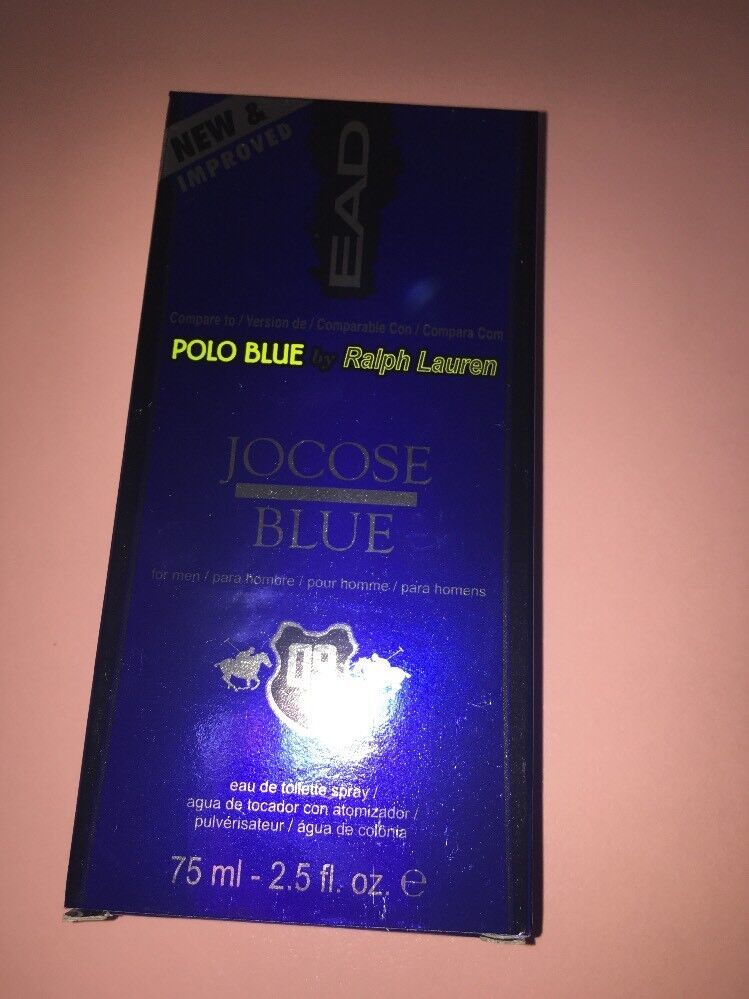 NEW &
IMPROVED
EAD
Compare to / Version de / Comparable Con / Compara Com
POLO BLUE by Ralph Lauren
JOCOSE
BLUE
for men / para hombre / pour homme / para homens
eau de toilette spray /
agua de tocador con atomizador /
pulvérisateur / água de colônia
75 ml - 2.5 fl. oz. e